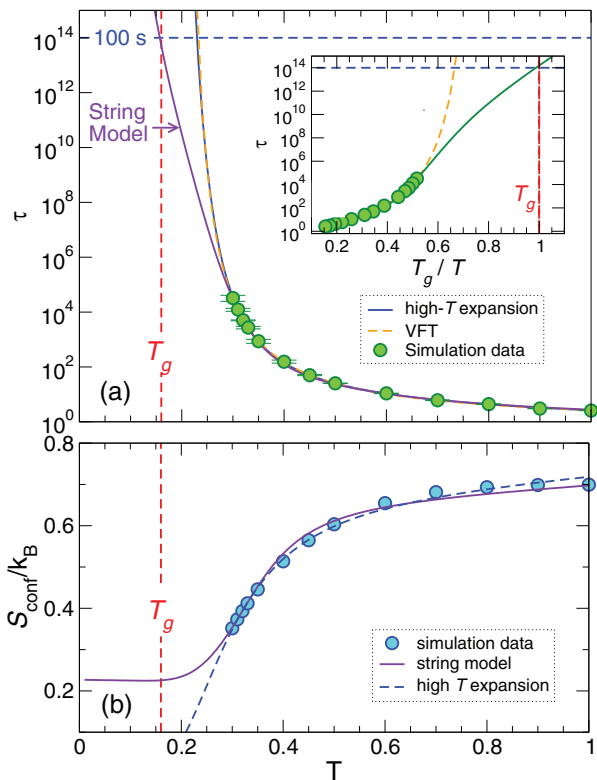 10^14
100 s
10^12
String
Model
10^10
τ
10^8
10^6
10^4
10^2
10^0
T_g
(a)
10^14
10^12
10^10
10^8
10^6
10^4
10^2
10^0
τ
T_g
0.2 0.4 0.6 0.8 1
T_g / T
high-T expansion
VFT
Simulation data
0.8
0.6
0.4
0.2
S_conf/k_B
T_g
(b)
simulation data
string model
high T expansion
0 0.2 0.4 0.6 0.8 1
T